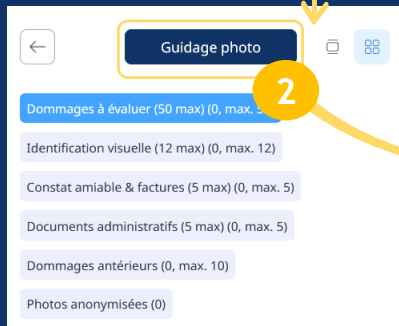 Guidage photo
2
Dommages à évaluer (50 max) (0, max.
Identification visuelle (12 max) (0, max. 12)
Constat amiable & factures (5 max) (0, max. 5)
Documents administratifs (5 max) (0, max. 5)
Dommages antérieurs (0, max. 10)
Photos anonymisées (0)